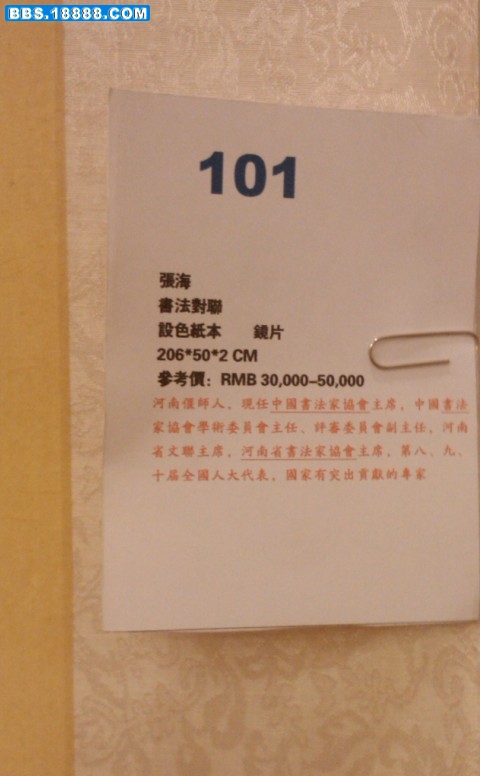 BBS.18888.COM
101
張海
書法對聯
設色紙本 鏡片
206*50*2 CM
參考價: RMB 30,000–50,000
河南偃師人, 現任中國書法家協會主席, 中國書法
家協會學術委員會主任、評審委員會副主任, 河南
省文聯主席, 河南省書法家協會主席, 第八、九、
十屆全國人大代表, 國家有突出貢獻的專家